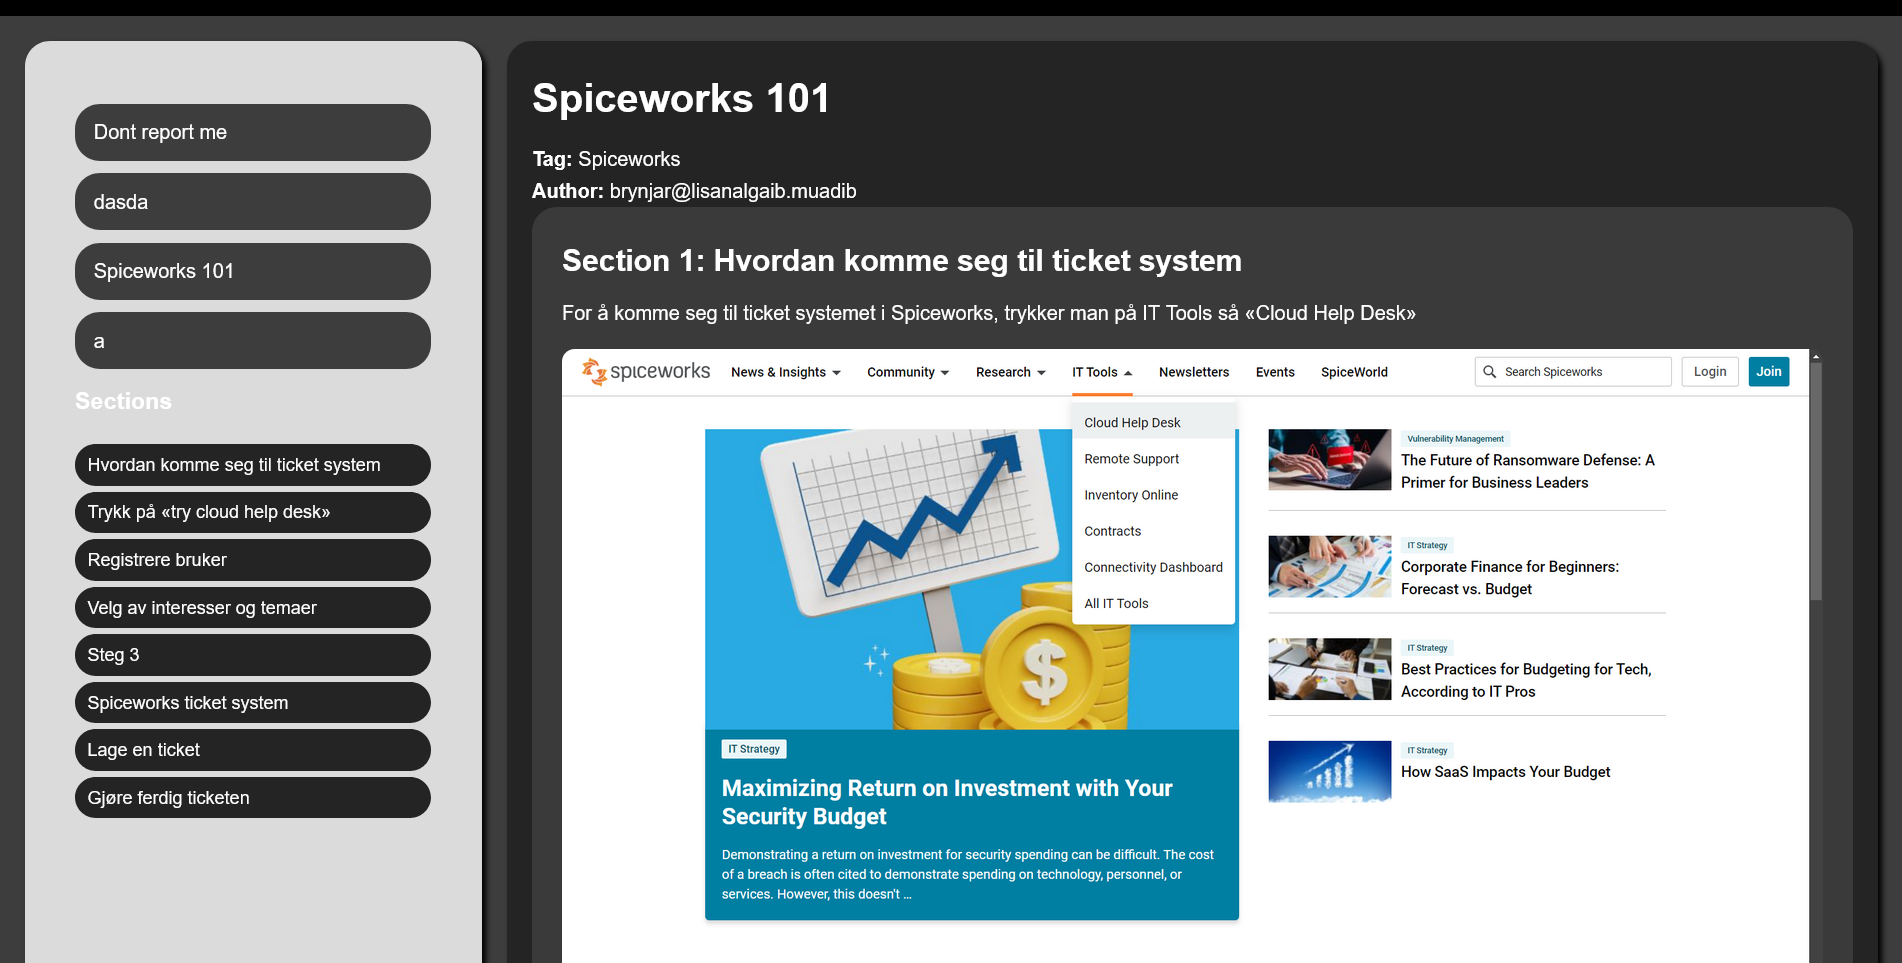 Dont report me
dasda
Spiceworks 101
a
Sections
Hvordan komme seg til ticket system
Trykk på «try cloud help desk»
Registrere bruker
Velg av interesser og temaer
Steg 3
Spiceworks ticket system
Lage en ticket
Gjøre ferdig ticketen
Spiceworks 101
Tag: Spiceworks
Author: brynjar@lisanalgaib.muadib
Section 1: Hvordan komme seg til ticket system
For å komme seg til ticket systemet i Spiceworks, trykker man på IT Tools så «Cloud Help Desk»
spiceworks News & Insights Community Research IT Tools Newsletters Events SpiceWorld Search Spiceworks Login Join
Cloud Help Desk
Remote Support
Inventory Online
Contracts
Connectivity Dashboard
All IT Tools
IT Strategy
Maximizing Return on Investment with Your
Security Budget
Demonstrating a return on investment for security spending can be difficult. The cost
of a breach is often cited to demonstrate spending on technology, personnel, or
services. However, this doesn't ...
Vulnerability Management
The Future of Ransomware Defense: A
Primer for Business Leaders
IT Strategy
Corporate Finance for Beginners:
Forecast vs. Budget
IT Strategy
Best Practices for Budgeting for Tech,
According to IT Pros
IT Strategy
How SaaS Impacts Your Budget